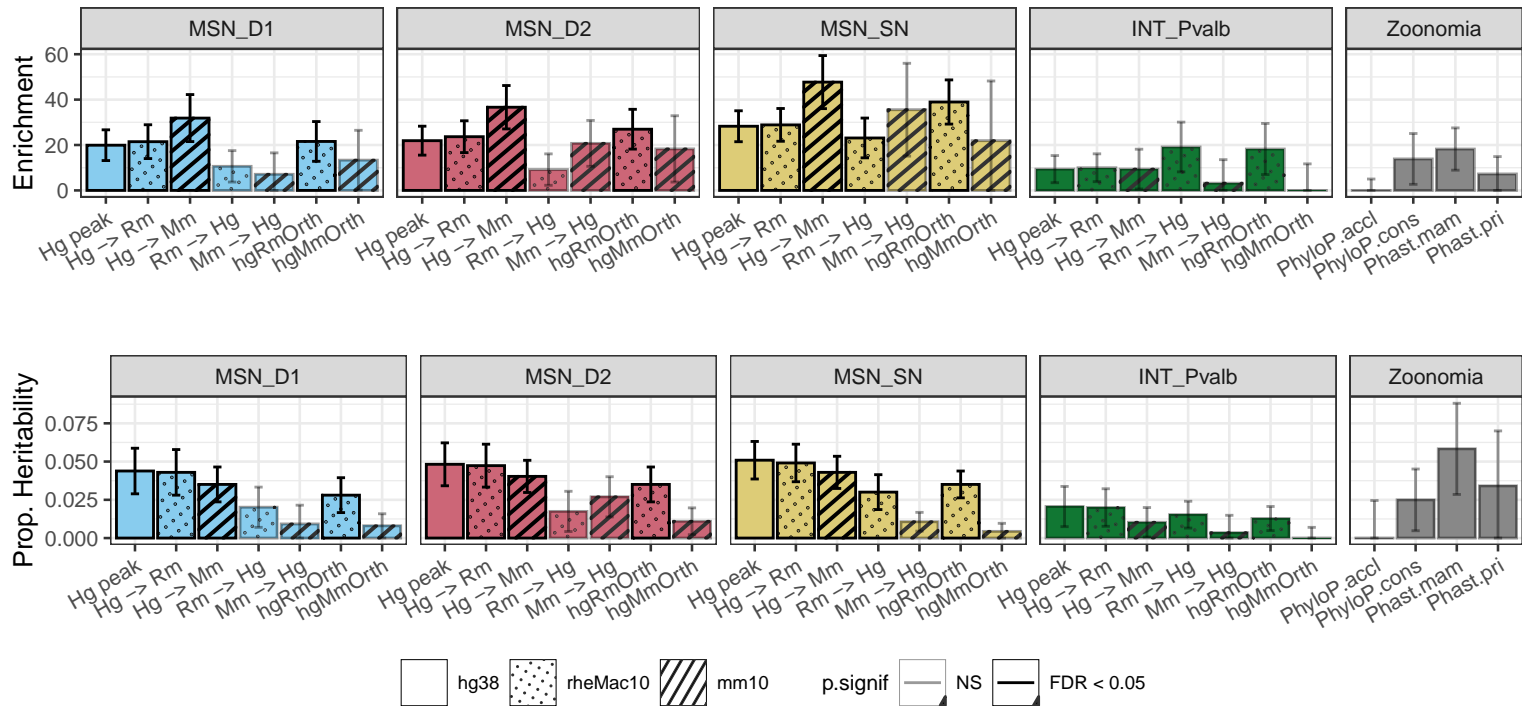 MSN_D1 MSN_D2 MSN_SN INT_Pvalb Zoonomia
Enrichment
60
40
20
0
Hg peak Hg −> Rm Hg −> Mm Rm −> Hg Mm −> Hg hgRmOrth hgMmOrth Hg peak Hg −> Rm Hg −> Mm Rm −> Hg Mm −> Hg hgRmOrth hgMmOrth Hg peak Hg −> Rm Hg −> Mm Rm −> Hg Mm −> Hg hgRmOrth hgMmOrth Hg peak Hg −> Rm Hg −> Mm Rm −> Hg Mm −> Hg hgRmOrth hgMmOrth PhyloP.accl PhyloP.cons Phast.mam Phast.pri
MSN_D1 MSN_D2 MSN_SN INT_Pvalb Zoonomia
Prop. Heritability
0.075
0.050
0.025
0.000
Hg peak Hg −> Rm Hg −> Mm Rm −> Hg Mm −> Hg hgRmOrth hgMmOrth Hg peak Hg −> Rm Hg −> Mm Rm −> Hg Mm −> Hg hgRmOrth hgMmOrth Hg peak Hg −> Rm Hg −> Mm Rm −> Hg Mm −> Hg hgRmOrth hgMmOrth Hg peak Hg −> Rm Hg −> Mm Rm −> Hg Mm −> Hg hgRmOrth hgMmOrth PhyloP.accl PhyloP.cons Phast.mam Phast.pri
hg38 rheMac10 mm10 p.signif NS FDR < 0.05